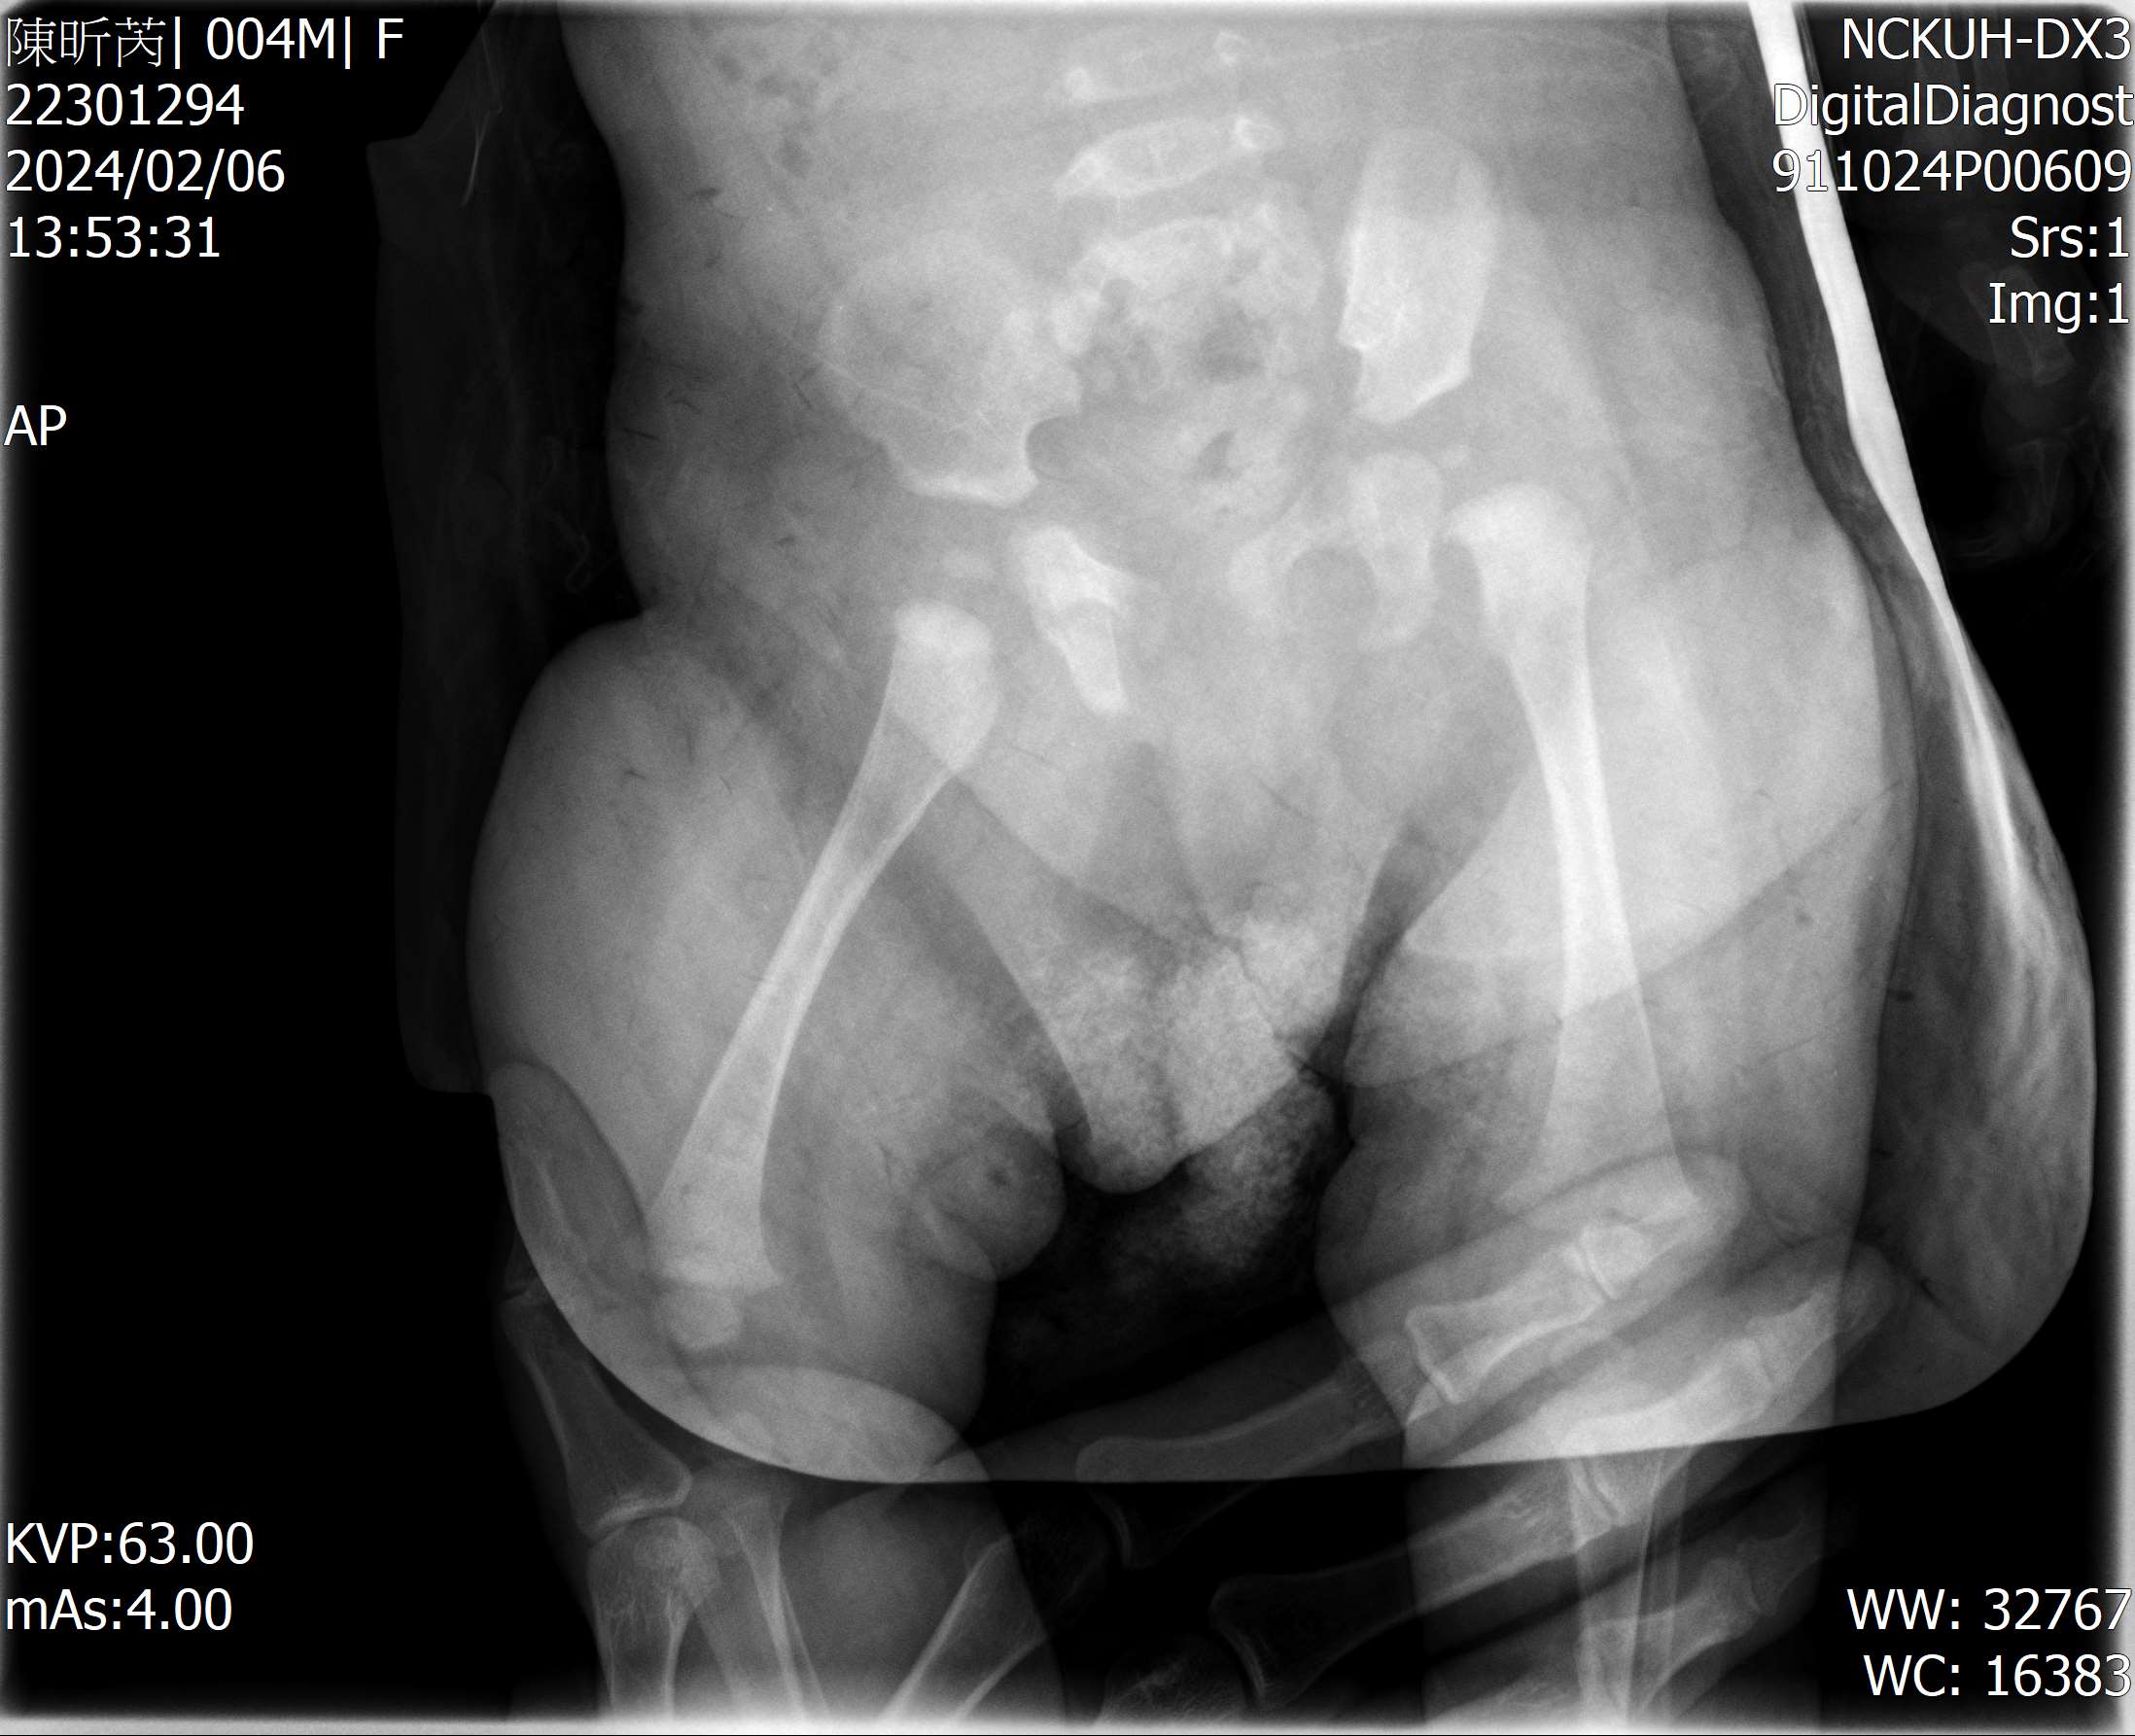 陳昕芮| 004M| F
22301294
2024/02/06
13:53:31
AP
NCKUH-DX3
DigitalDiagnost
911024P00609
Srs:1
Img:1
KVP:63.00
mAs:4.00
WW: 32767
WC: 16383